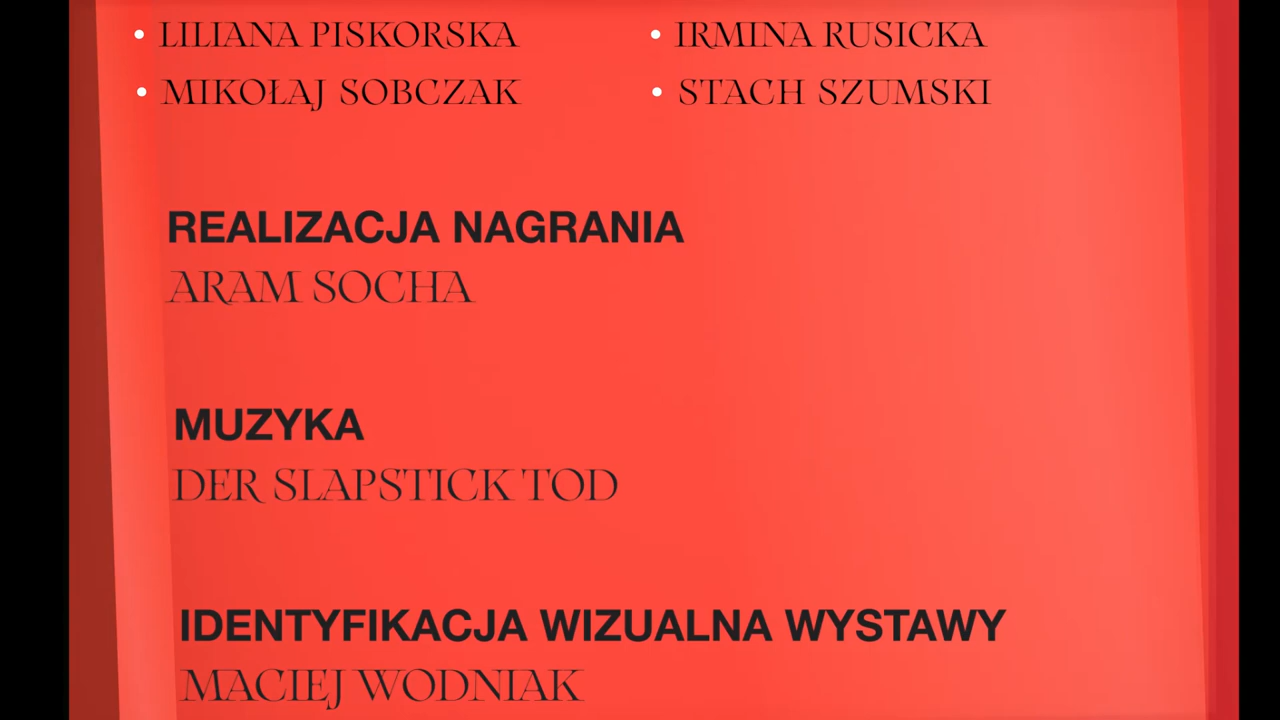 • LILIANA PISKORSKA
• IRMINA RUSICKA
• MIKOŁAJ SOBCZAK
• STACH SZUMSKI
REALIZACJA NAGRANIA
ARAM SOCHA
MUZYKA
DER SLAPSTICK TOD
IDENTYFIKACJA WIZUALNA WYSTAWY
MACIEJ WODNIAK